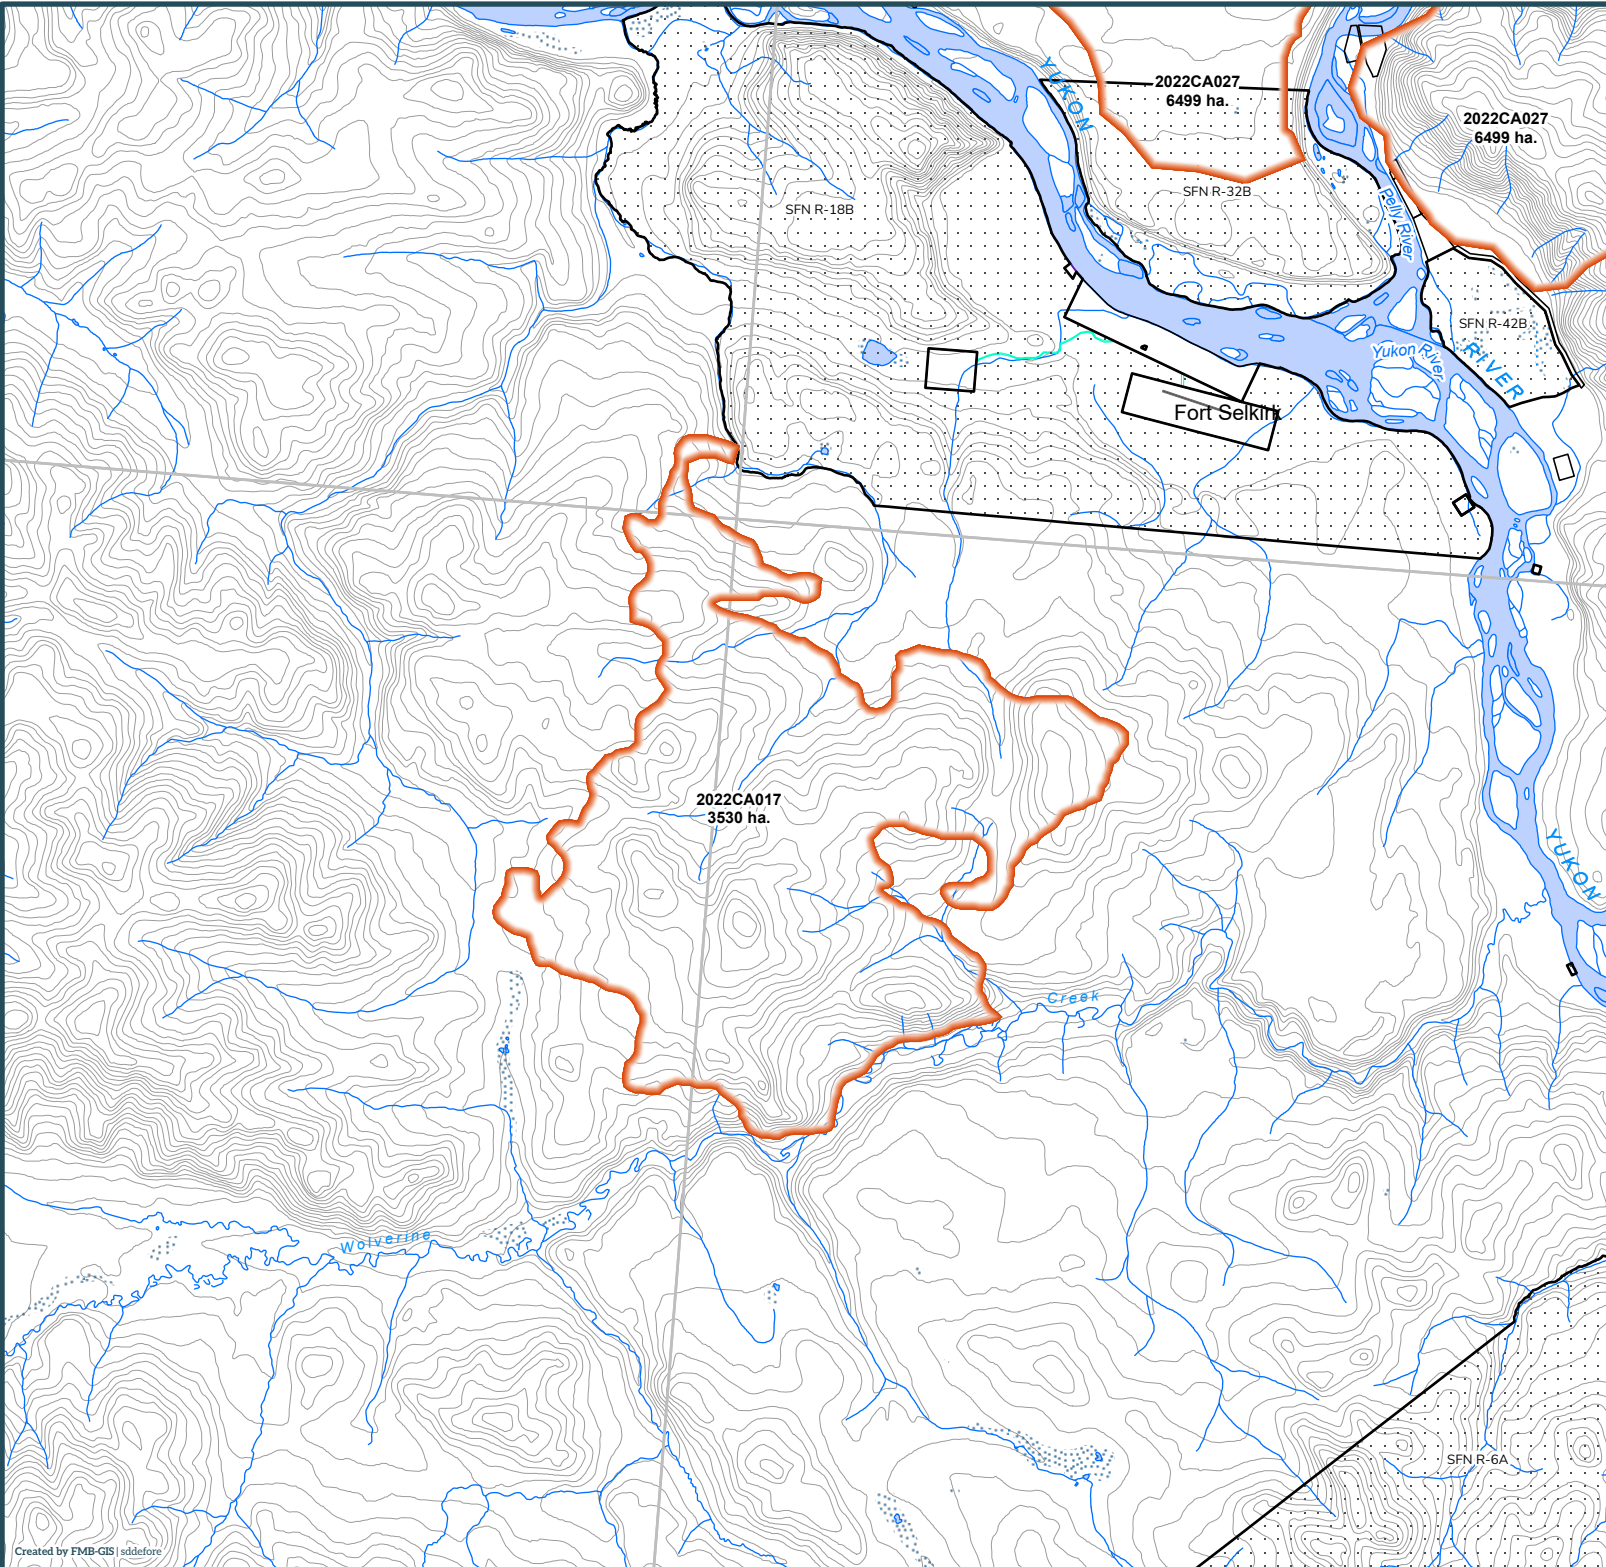 YUKON
2022CA027
6499 ha.
2022CA027
6499 ha.
SFN R-18B
SFN R-32B
Pelly River
SFN R-42B
Yukon River
RIVER
Fort Selkirk
2022CA017
3530 ha.
YUKON
Creek
Wolverine
SFN R-6A
Created by FMB-GIS | sddefore